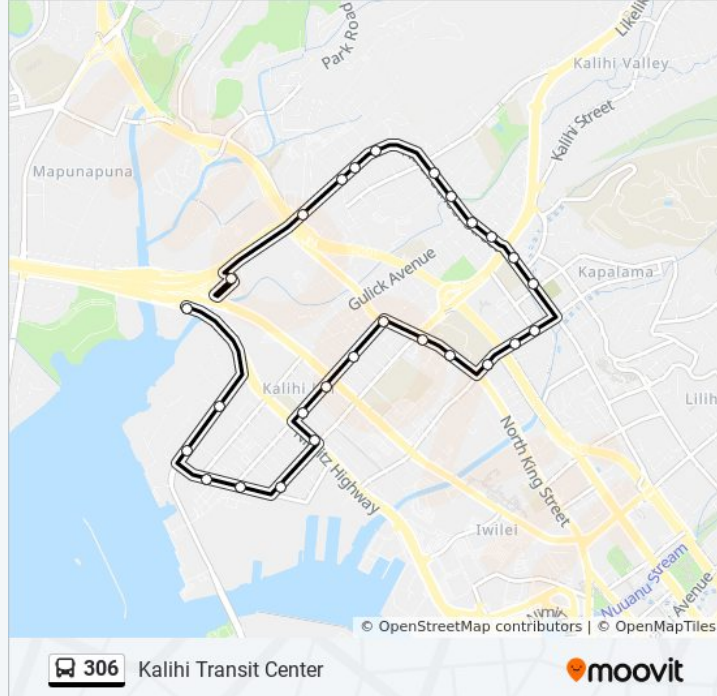 Park Road
Likelik
Kalihi Valley
Kalihi Street
Mapunapuna
Kapalama
Gulick Avenue
Kalihi
Lilih
North King Street
Nimitz Highway
Iwilei
Nuuanu Stream
Avenue
© OpenStreetMap contributors | © OpenMapTiles
306 Kalihi Transit Center
moovit